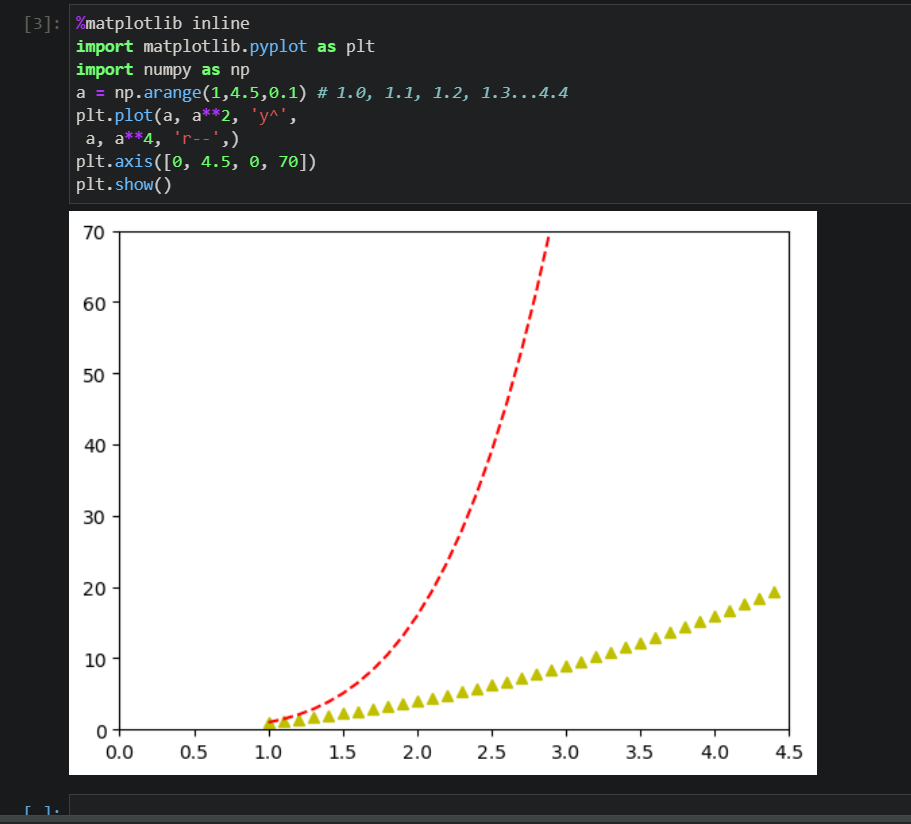 [3]: %matplotlib inline
import matplotlib.pyplot as plt
import numpy as np
a = np.arange(1,4.5,0.1) # 1.0, 1.1, 1.2, 1.3...4.4
plt.plot(a, a**2, 'y^',
 a, a**4, 'r--',)
plt.axis([0, 4.5, 0, 70])
plt.show()
70
60
50
40
30
20
10
0
0.0 0.5 1.0 1.5 2.0 2.5 3.0 3.5 4.0 4.5
[ ]: